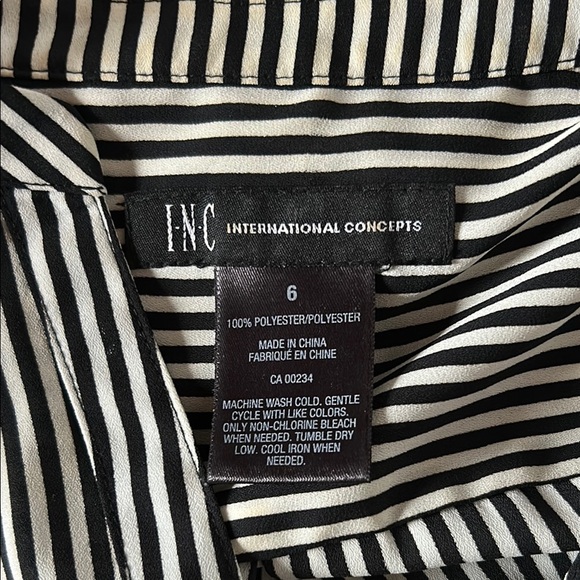 I·N·C INTERNATIONAL CONCEPTS
6
100% POLYESTER/POLYESTER
MADE IN CHINA
FABRIQUÉ EN CHINE
CA 00234
MACHINE WASH COLD. GENTLE
CYCLE WITH LIKE COLORS.
ONLY NON-CHLORINE BLEACH
WHEN NEEDED. TUMBLE DRY
LOW. COOL IRON WHEN
NEEDED.